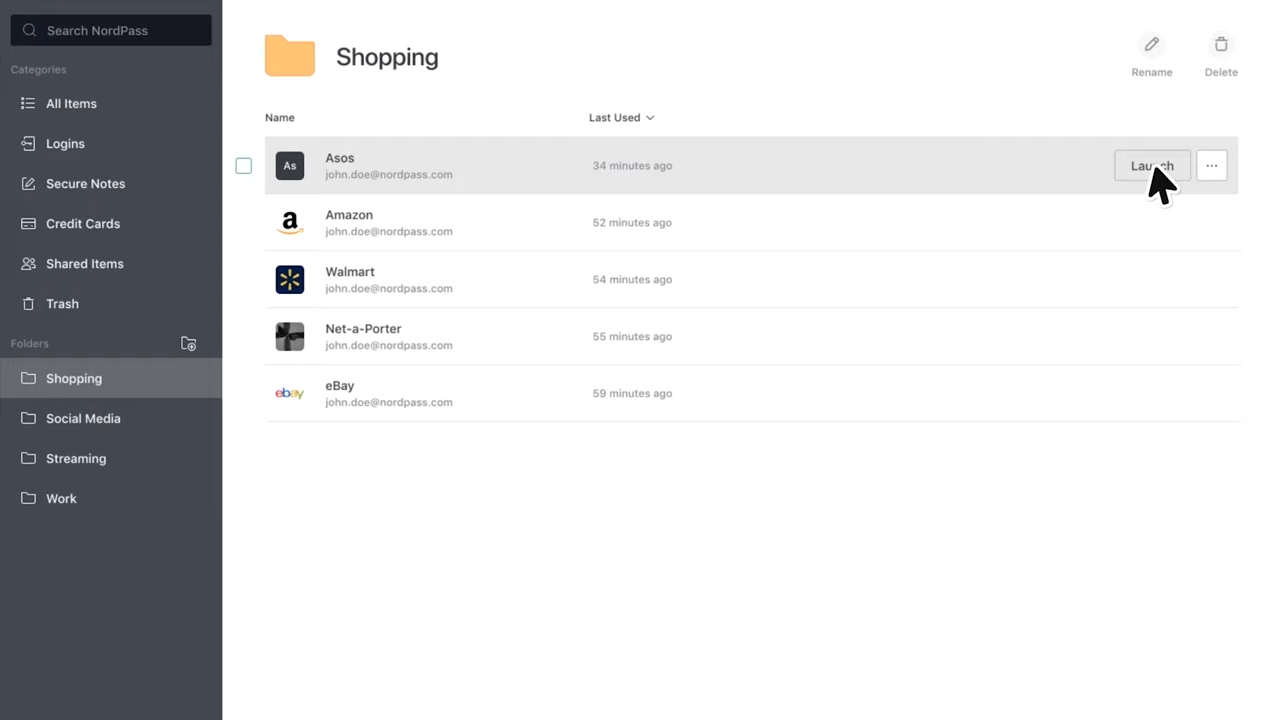 Search NordPass
Categories
All Items
Logins
Secure Notes
Credit Cards
Shared Items
Trash
Folders
Shopping
Social Media
Streaming
Work
Shopping
Rename
Delete
Name
Last Used
As
Asos
john.doe@nordpass.com
34 minutes ago
Launch
...
a
Amazon
john.doe@nordpass.com
52 minutes ago
Walmart
john.doe@nordpass.com
54 minutes ago
Net-a-Porter
john.doe@nordpass.com
55 minutes ago
ebay
eBay
john.doe@nordpass.com
59 minutes ago